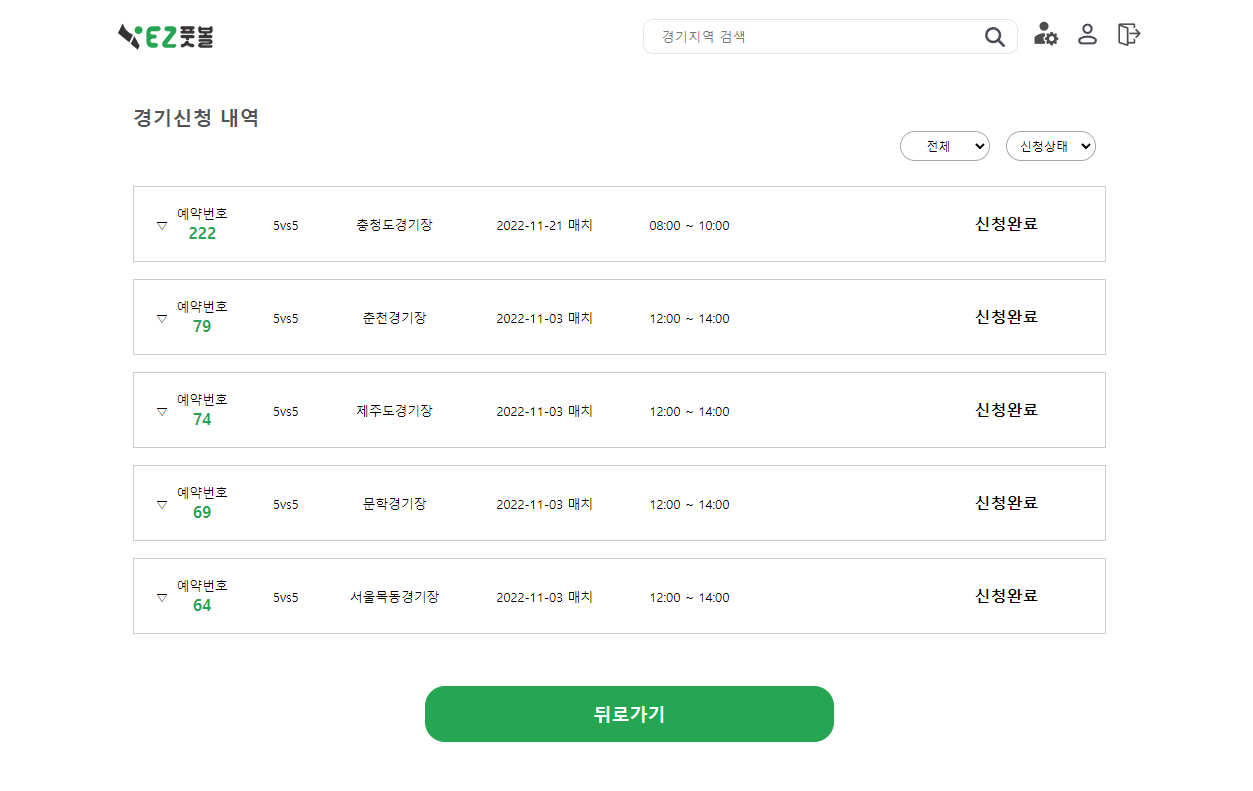 EZ풋볼
경기지역 검색
경기신청 내역
전체
신청상태
▽ 예약번호 222 5vs5 충청도경기장 2022-11-21 매치 08:00 ~ 10:00 신청완료
▽ 예약번호 79 5vs5 춘천경기장 2022-11-03 매치 12:00 ~ 14:00 신청완료
▽ 예약번호 74 5vs5 제주도경기장 2022-11-03 매치 12:00 ~ 14:00 신청완료
▽ 예약번호 69 5vs5 문학경기장 2022-11-03 매치 12:00 ~ 14:00 신청완료
▽ 예약번호 64 5vs5 서울목동경기장 2022-11-03 매치 12:00 ~ 14:00 신청완료
뒤로가기